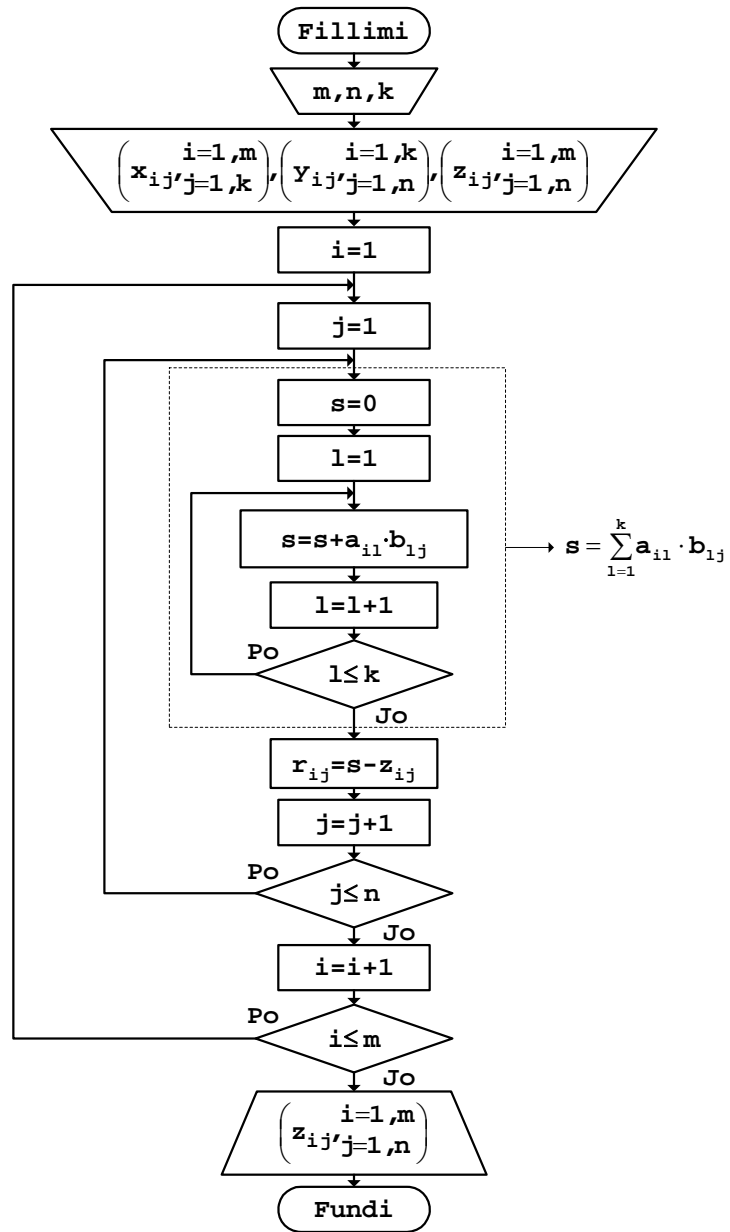 Fillimi
m,n,k
(x_ij, i=1,m j=1,k), (y_ij, i=1,k j=1,n), (z_ij, i=1,m j=1,n)
i=1
j=1
s=0
l=1
s=s+a_il·b_lj
s = ∑_{l=1}^{k} a_il · b_lj
l=l+1
Po
l≤k
Jo
r_ij=s-z_ij
j=j+1
Po
j≤n
Jo
i=i+1
Po
i≤m
Jo
(z_ij, i=1,m j=1,n)
Fundi